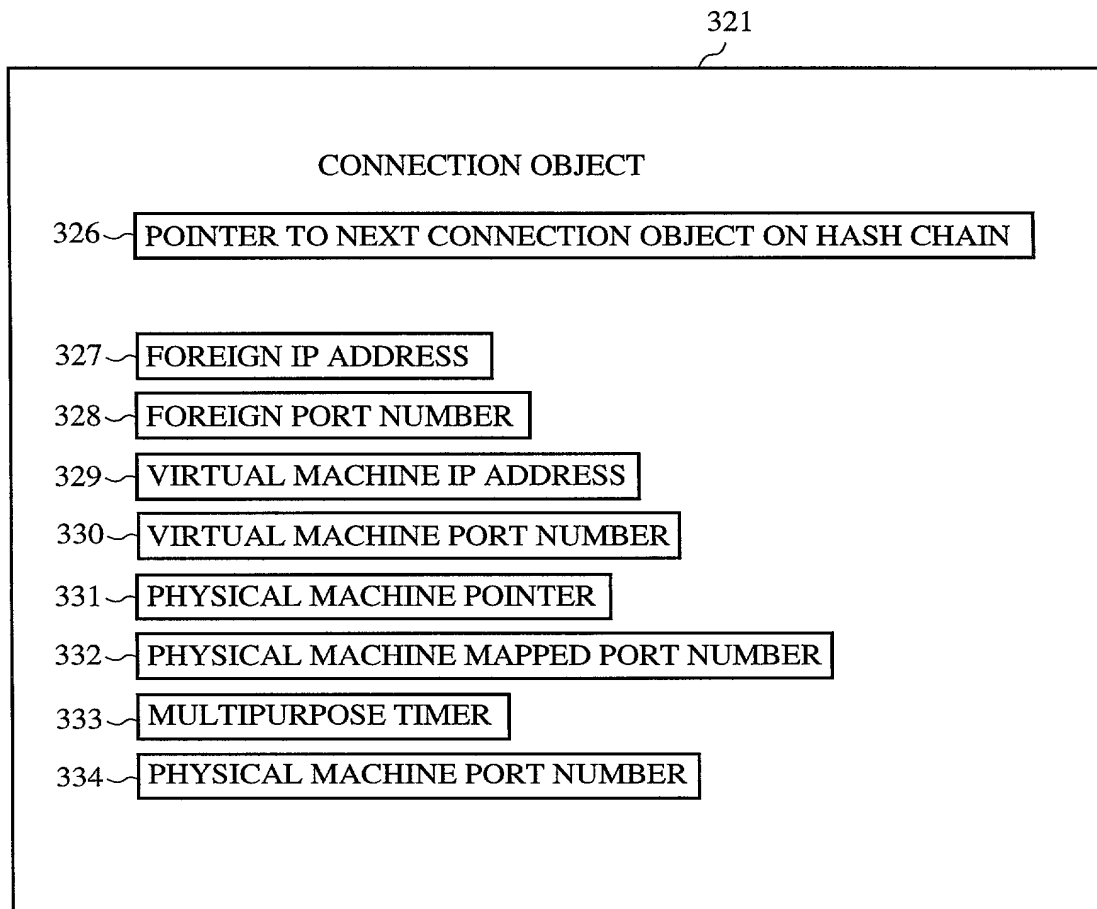 321
CONNECTION OBJECT
326 POINTER TO NEXT CONNECTION OBJECT ON HASH CHAIN
327 FOREIGN IP ADDRESS
328 FOREIGN PORT NUMBER
329 VIRTUAL MACHINE IP ADDRESS
330 VIRTUAL MACHINE PORT NUMBER
331 PHYSICAL MACHINE POINTER
332 PHYSICAL MACHINE MAPPED PORT NUMBER
333 MULTIPURPOSE TIMER
334 PHYSICAL MACHINE PORT NUMBER